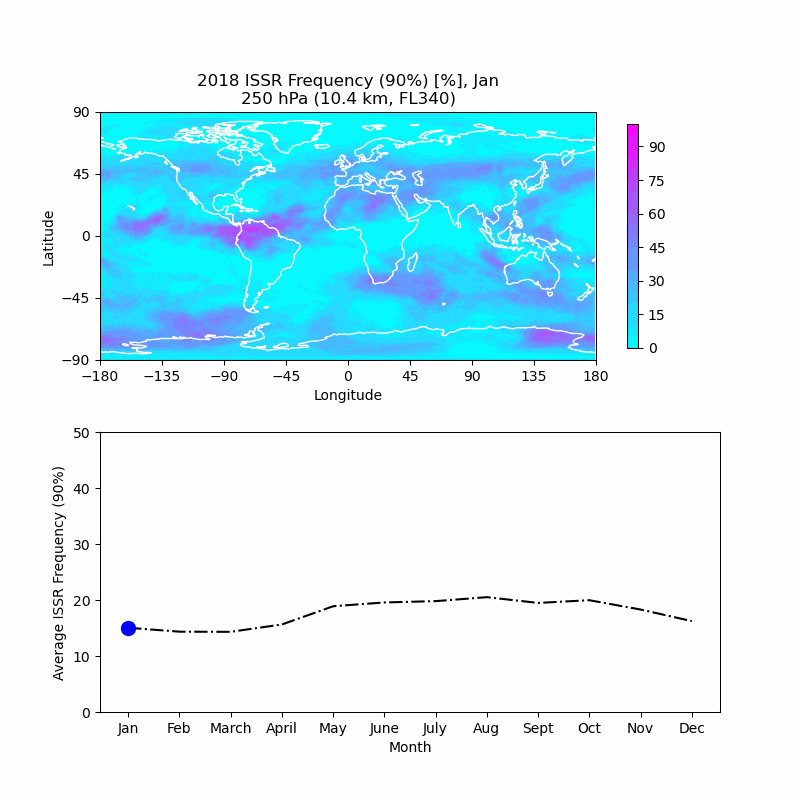 2018 ISSR Frequency (90%) [%], Jan
250 hPa (10.4 km, FL340)
90
45
0
−45
−90
Latitude
−180
−135
−90
−45
0
45
90
135
180
Longitude
90
75
60
45
30
15
0
50
40
30
20
10
0
Average ISSR Frequency (90%)
Jan
Feb
March
April
May
June
July
Aug
Sept
Oct
Nov
Dec
Month